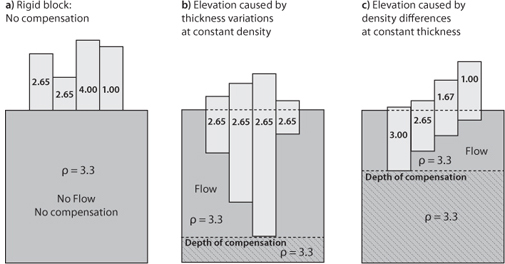 a) Rigid block:
No compensation
2.65
2.65
4.00
1.00
ρ = 3.3
No Flow
No compensation
b) Elevation caused by
thickness variations
at constant density
2.65
2.65
2.65
2.65
Flow
ρ = 3.3
Depth of compensation
ρ = 3.3
c) Elevation caused by
density differences
at constant thickness
3.00
2.65
1.67
1.00
Flow
ρ = 3.3
Depth of compensation
ρ = 3.3